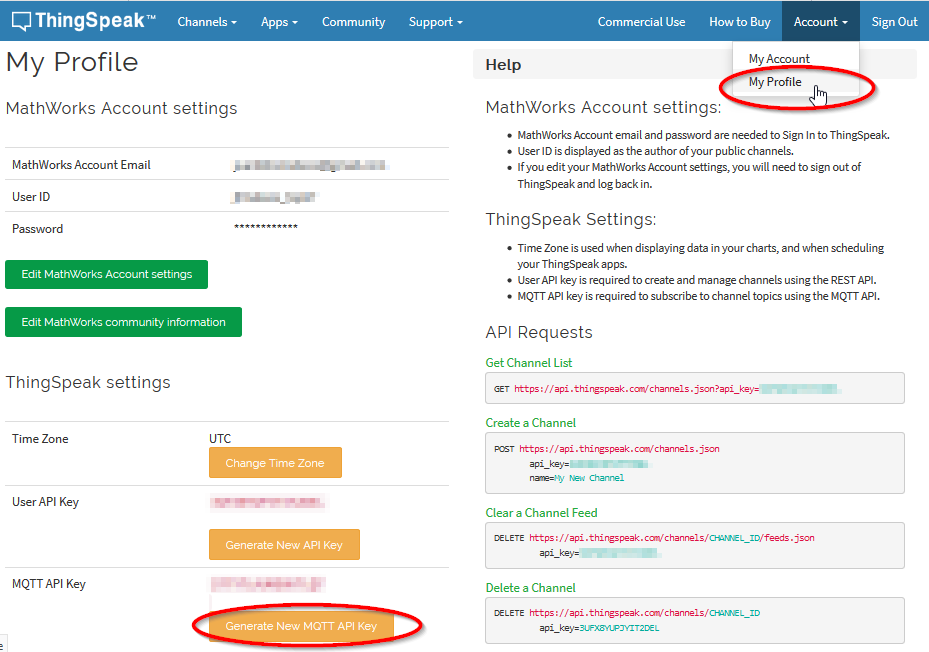 ThingSpeak™ Channels Apps Community Support Commercial Use How to Buy Account Sign Out
My Account
My Profile
My Profile
MathWorks Account settings
MathWorks Account Email
User ID
Password ************
Edit MathWorks Account settings
Edit MathWorks community information
ThingSpeak settings
Time Zone UTC
Change Time Zone
User API Key
Generate New API Key
MQTT API Key
Generate New MQTT API Key
Help
MathWorks Account settings:
• MathWorks Account email and password are needed to Sign In to ThingSpeak.
• User ID is displayed as the author of your public channels.
• If you edit your MathWorks Account settings, you will need to sign out of
ThingSpeak and log back in.
ThingSpeak Settings:
• Time Zone is used when displaying data in your charts, and when scheduling
your ThingSpeak apps.
• User API key is required to create and manage channels using the REST API.
• MQTT API key is required to subscribe to channel topics using the MQTT API.
API Requests
Get Channel List
GET https://api.thingspeak.com/channels.json?api_key=
Create a Channel
POST https://api.thingspeak.com/channels.json
api_key=
name=My New Channel
Clear a Channel Feed
DELETE https://api.thingspeak.com/channels/CHANNEL_ID/feeds.json
api_key=
Delete a Channel
DELETE https://api.thingspeak.com/channels/CHANNEL_ID
api_key=3UFX8YUPJYIT2DEL
e